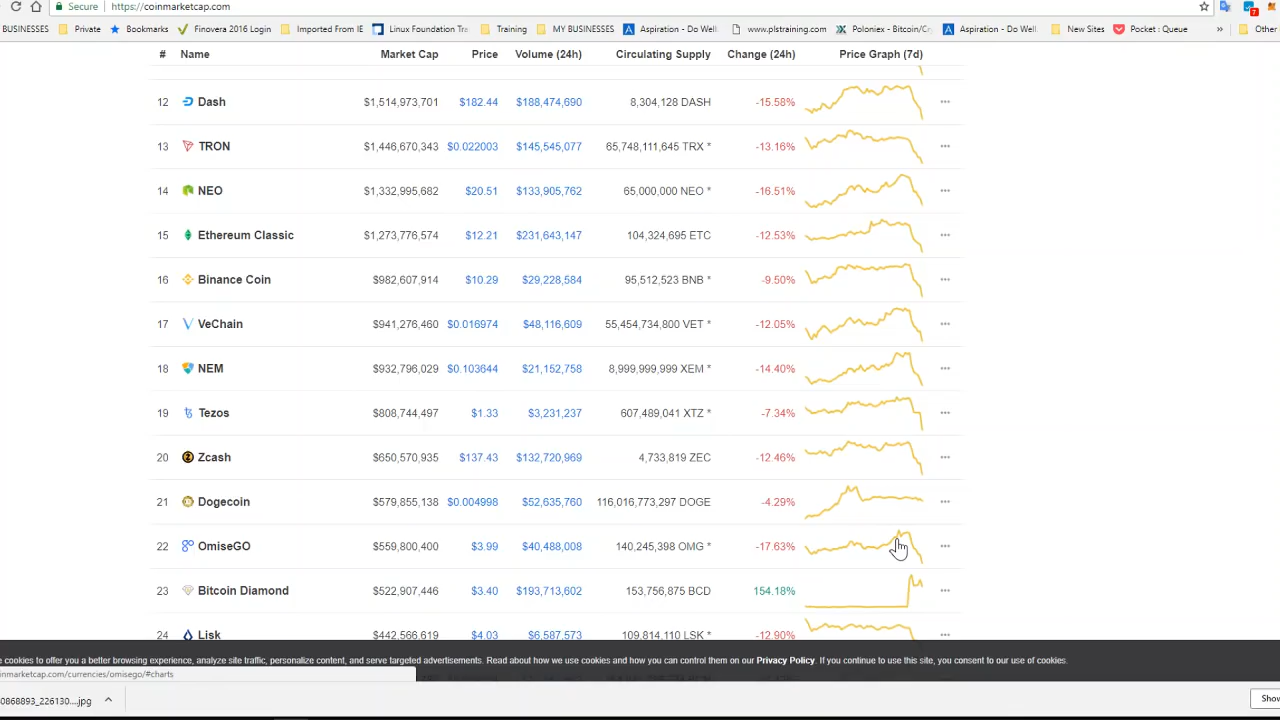 Secure https://coinmarketcap.com
BUSINESSES Private Bookmarks Finovera 2016 Login Imported From IE Linux foundation Tra Training MY BUSINESSES Aspiration - Do Well. www.plstraining.com Poloniex - Bitcoin/Cry Aspiration - Do Well. New Sites Pocket : Queue » Other
# Name Market Cap Price Volume (24h) Circulating Supply Change (24h) Price Graph (7d)
12 Dash $1,514,973,701 $182.44 $188,474,690 8,304,128 DASH -15.58%
13 TRON $1,446,670,343 $0.022003 $145,545,077 65,748,111,645 TRX * -13.16%
14 NEO $1,332,995,682 $20.51 $133,905,762 65,000,000 NEO * -16.51%
15 Ethereum Classic $1,273,776,574 $12.21 $231,643,147 104,324,695 ETC -12.53%
16 Binance Coin $982,607,914 $10.29 $29,228,584 95,512,523 BNB * -9.50%
17 VeChain $941,276,460 $0.016974 $48,116,609 55,454,734,800 VET * -12.05%
18 NEM $932,796,029 $0.103644 $21,152,758 8,999,999,999 XEM * -14.40%
19 Tezos $808,744,497 $1.33 $3,231,237 607,489,041 XTZ * -7.34%
20 Zcash $650,570,935 $137.43 $132,720,969 4,733,819 ZEC -12.46%
21 Dogecoin $579,855,138 $0.004998 $52,635,760 116,016,773,297 DOGE -4.29%
22 OmiseGO $559,800,400 $3.99 $40,488,008 140,245,398 OMG * -17.63%
23 Bitcoin Diamond $522,907,446 $3.40 $193,713,602 153,756,875 BCD 154.18%
24 Lisk $442,566,619 $4.03 $6,587,573 109,814,110 LSK * -12.90%
e cookies to offer you a better browsing experience, analyze site traffic, personalize content, and serve targeted advertisements. Read about how we use cookies and how you can control them on our Privacy Policy. If you continue to use this site, you consent to our use of cookies.
inmarketcap.com/currencies/omisego/#charts
0868893_226130....jpg Show